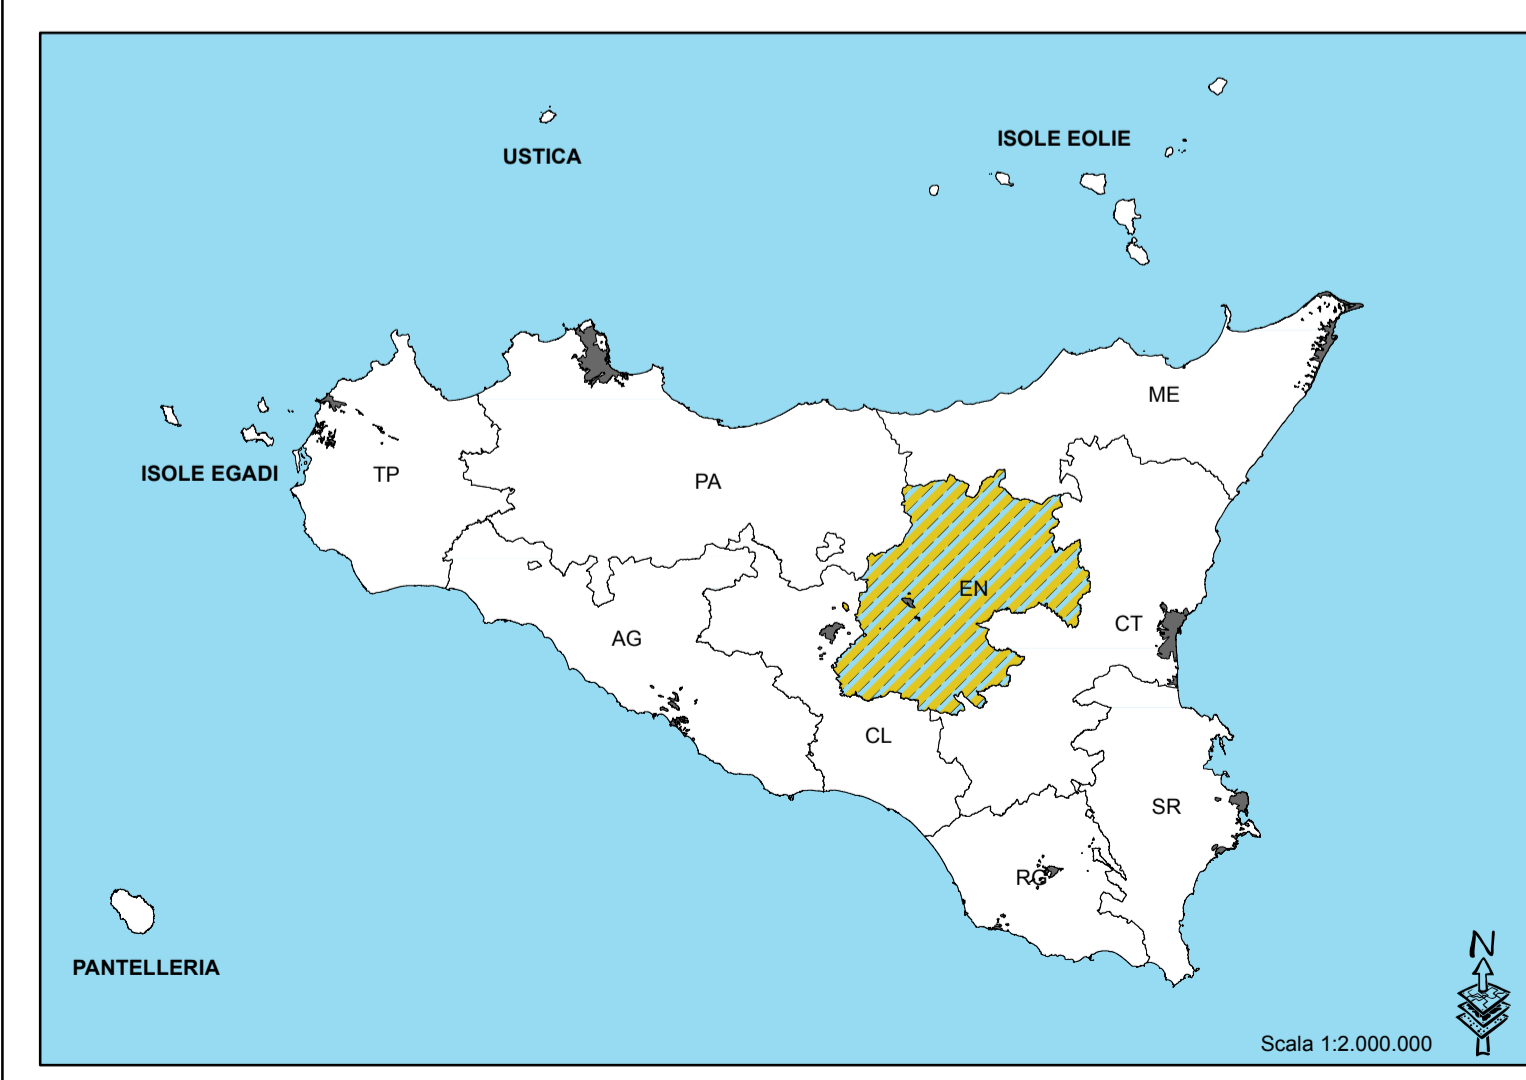 ISOLE EOLIE
USTICA
ME
ISOLE EGADI
TP
PA
EN
CT
AG
CL
SR
RG
PANTELLERIA
N
Scala 1:2.000.000